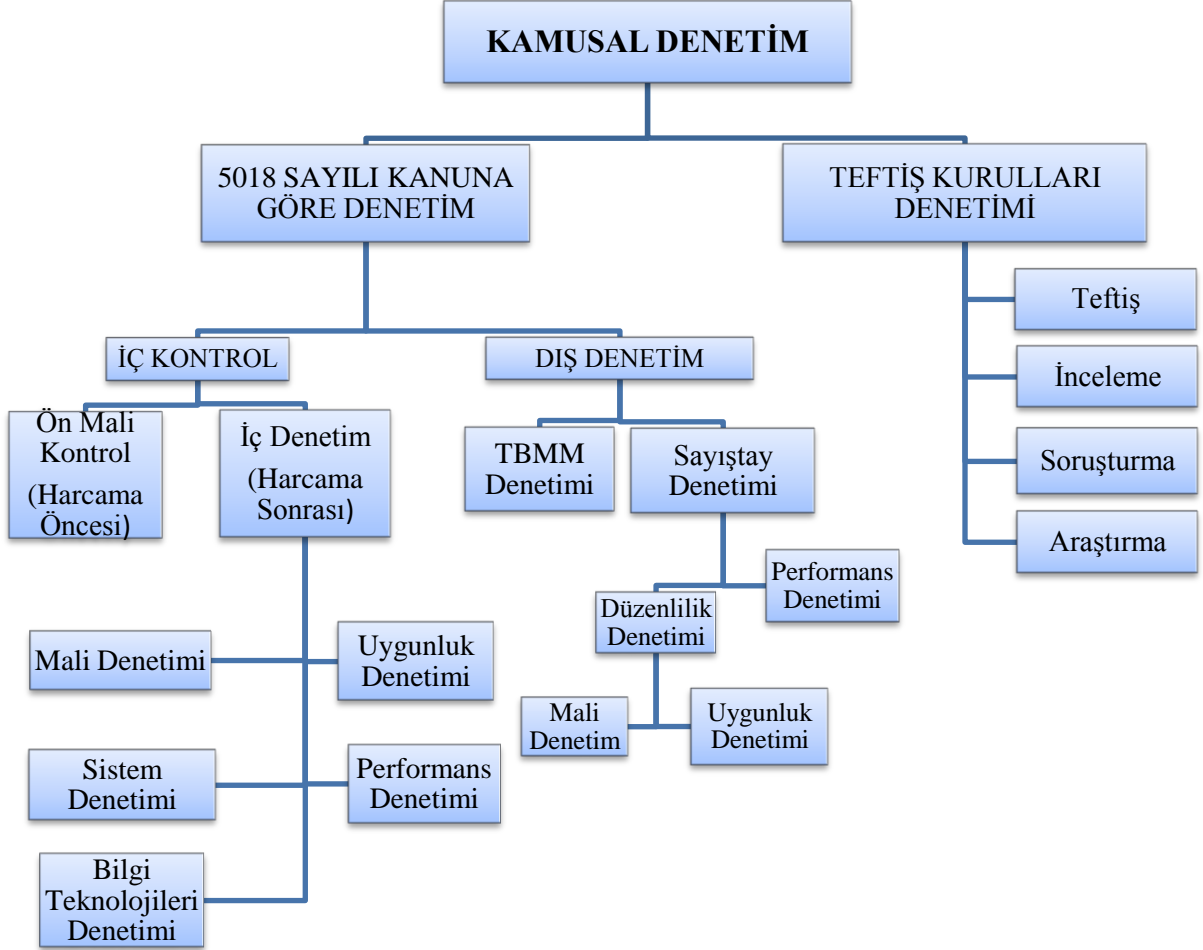 KAMUSAL DENETİM
5018 SAYILI KANUNA
GÖRE DENETİM
TEFTİŞ KURULLARI
DENETİMİ
Teftiş
İnceleme
Soruşturma
Araştırma
İÇ KONTROL
DIŞ DENETİM
Ön Mali
Kontrol
(Harcama
Öncesi)
İç Denetim
(Harcama
Sonrası)
TBMM
Denetimi
Sayıştay
Denetimi
Performans
Denetimi
Düzenlilik
Denetimi
Mali Denetimi
Uygunluk
Denetimi
Mali
Denetim
Uygunluk
Denetimi
Sistem
Denetimi
Performans
Denetimi
Bilgi
Teknolojileri
Denetimi